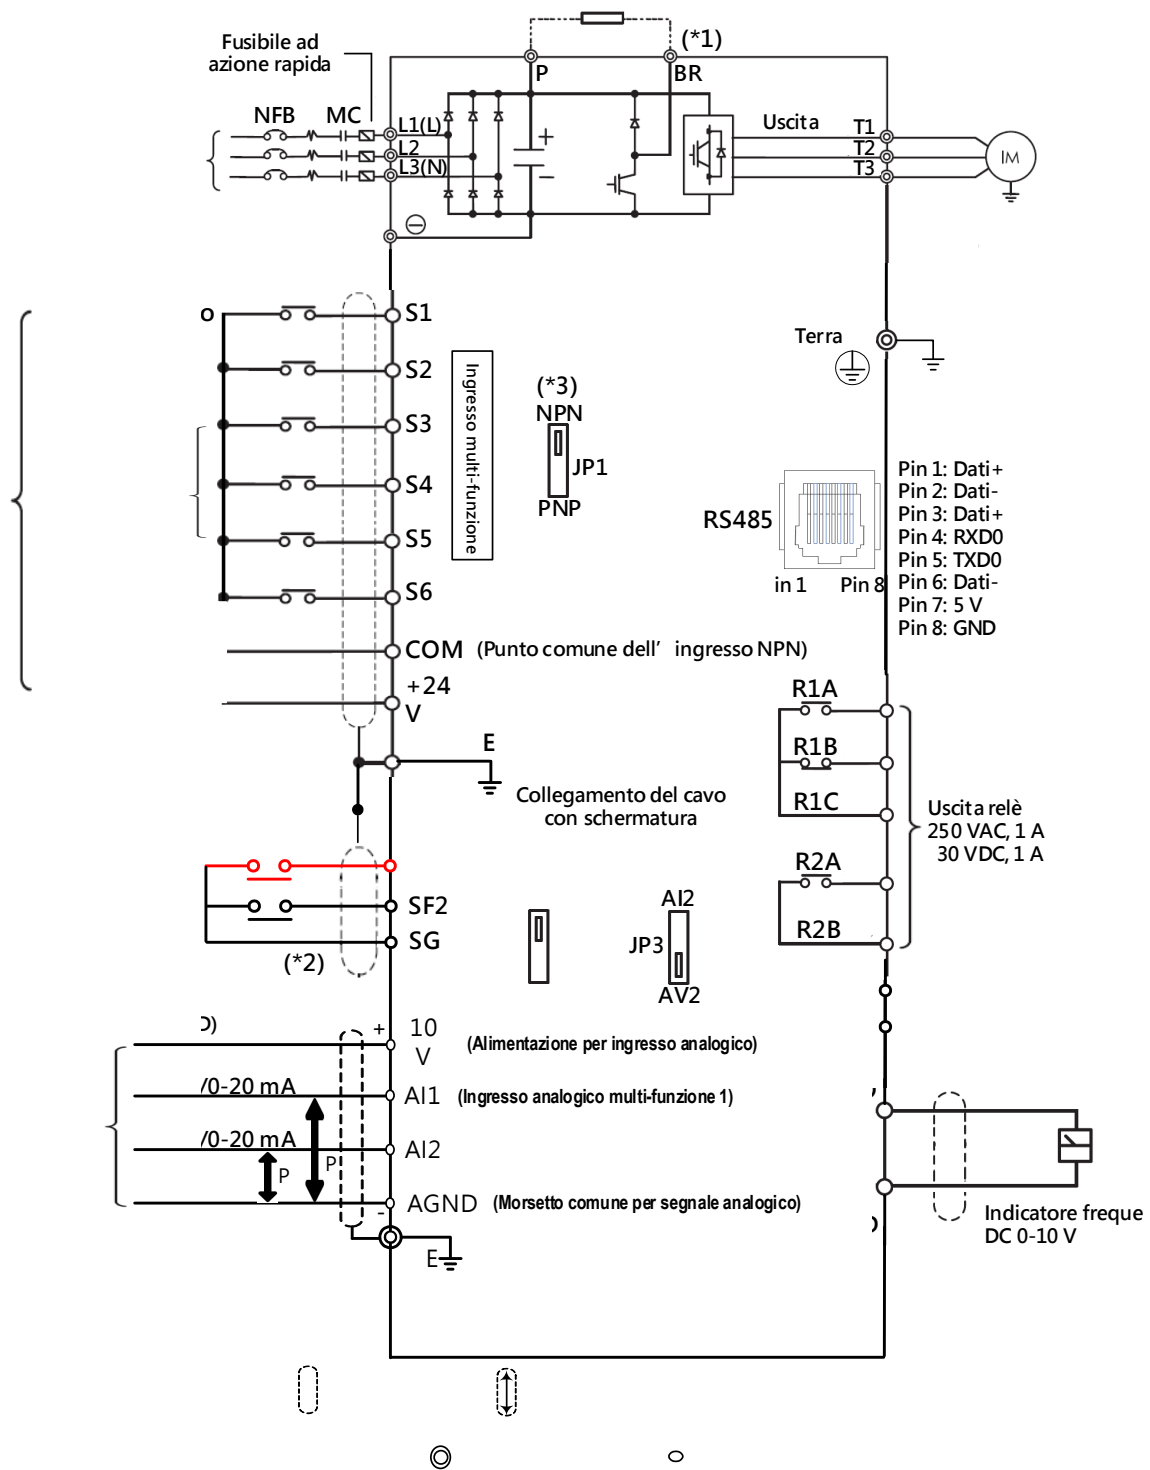 Fusibile ad
azione rapida
(*1)
P
BR
NFB
MC
L1(L)
L2
L3(N)
+
−
Uscita
T1
T2
T3
IM
S1
S2
S3
S4
S5
S6
Ingresso multi-funzione
(*3)
NPN
JP1
PNP
Terra
RS485
in 1
Pin 8
Pin 1: Dati+
Pin 2: Dati-
Pin 3: Dati+
Pin 4: RXD0
Pin 5: TXD0
Pin 6: Dati-
Pin 7: 5 V
Pin 8: GND
COM (Punto comune dell’ ingresso NPN)
+24
V
E
Collegamento del cavo
con schermatura
R1A
R1B
R1C
R2A
R2B
Uscita relè
250 VAC, 1 A
30 VDC, 1 A
SF2
SG
(*2)
AI2
JP3
AV2
+
10
V
(Alimentazione per ingresso analogico)
/0-20 mA
AI1
(Ingresso analogico multi-funzione 1)
/0-20 mA
AI2
P
P
AGND
(Morsetto comune per segnale analogico)
-
E
Indicatore freque
DC 0-10 V